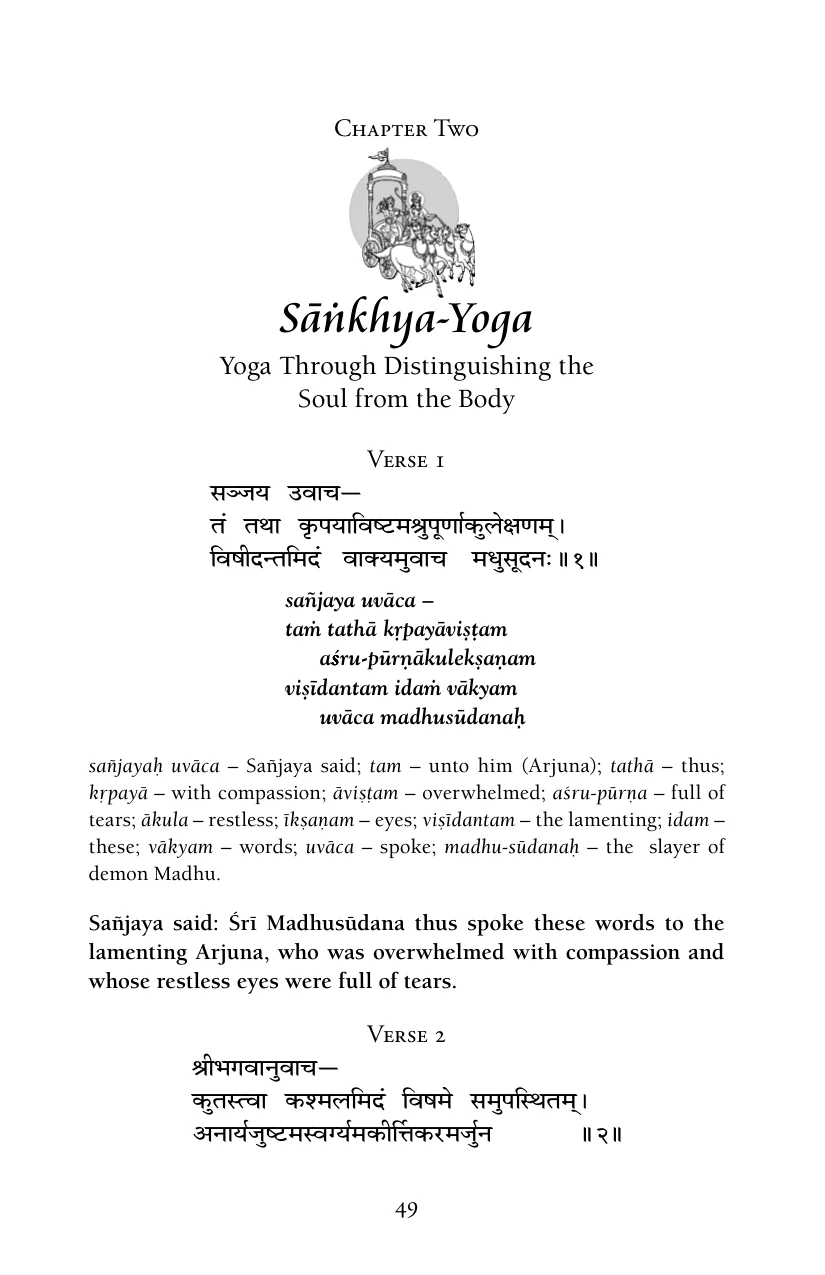 Chapter Two
Sāṅkhya-Yoga
Yoga Through Distinguishing the
Soul from the Body
Verse 1
सञ्जय उवाच—
तं तथा कृपयाविष्टमश्रुपूर्णाकुलेक्षणम्।
विषीदन्तमिदं वाक्यमुवाच मधुसूदनः॥१॥
sañjaya uvāca –
taṁ tathā kṛpayāviṣṭam
aśru-pūrṇākulekṣaṇam
viṣīdantam idaṁ vākyam
uvāca madhusūdanaḥ
sañjayaḥ uvāca – Sañjaya said; tam – unto him (Arjuna); tathā – thus;
kṛpayā – with compassion; āviṣṭam – overwhelmed; aśru-pūrṇa – full of
tears; ākula – restless; īkṣaṇam – eyes; viṣīdantam – the lamenting; idam –
these; vākyam – words; uvāca – spoke; madhu-sūdanaḥ – the slayer of
demon Madhu.
Sañjaya said: Śrī Madhusūdana thus spoke these words to the
lamenting Arjuna, who was overwhelmed with compassion and
whose restless eyes were full of tears.
Verse 2
श्रीभगवानुवाच—
कुतस्त्वा कश्मलमिदं विषमे समुपस्थितम्।
अनार्यजुष्टमस्वर्ग्यमकीर्त्तिकरमर्जुन ॥२॥
49